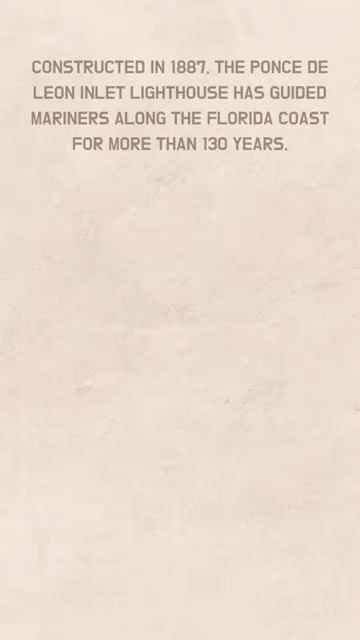 CONSTRUCTED IN 1887, THE PONCE DE
LEON INLET LIGHTHOUSE HAS GUIDED
MARINERS ALONG THE FLORIDA COAST
FOR MORE THAN 130 YEARS.